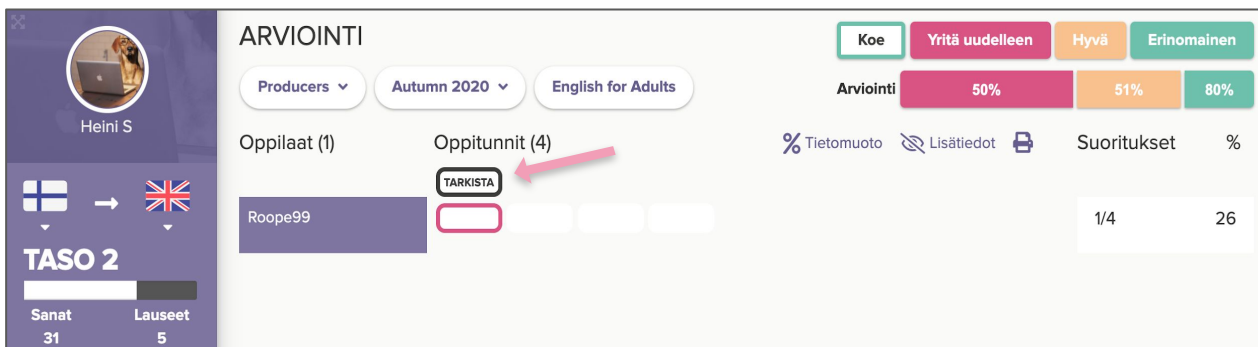 Heini S
TASO 2
Sanat Lauseet
31 5
ARVIOINTI
Koe Yritä uudelleen Hyvä Erinomainen
Producers Autumn 2020 English for Adults
Arviointi 50% 51% 80%
Oppilaat (1) Oppitunnit (4) % Tietomuoto Lisätiedot Suoritukset %
TARKISTA
Roope99 1/4 26